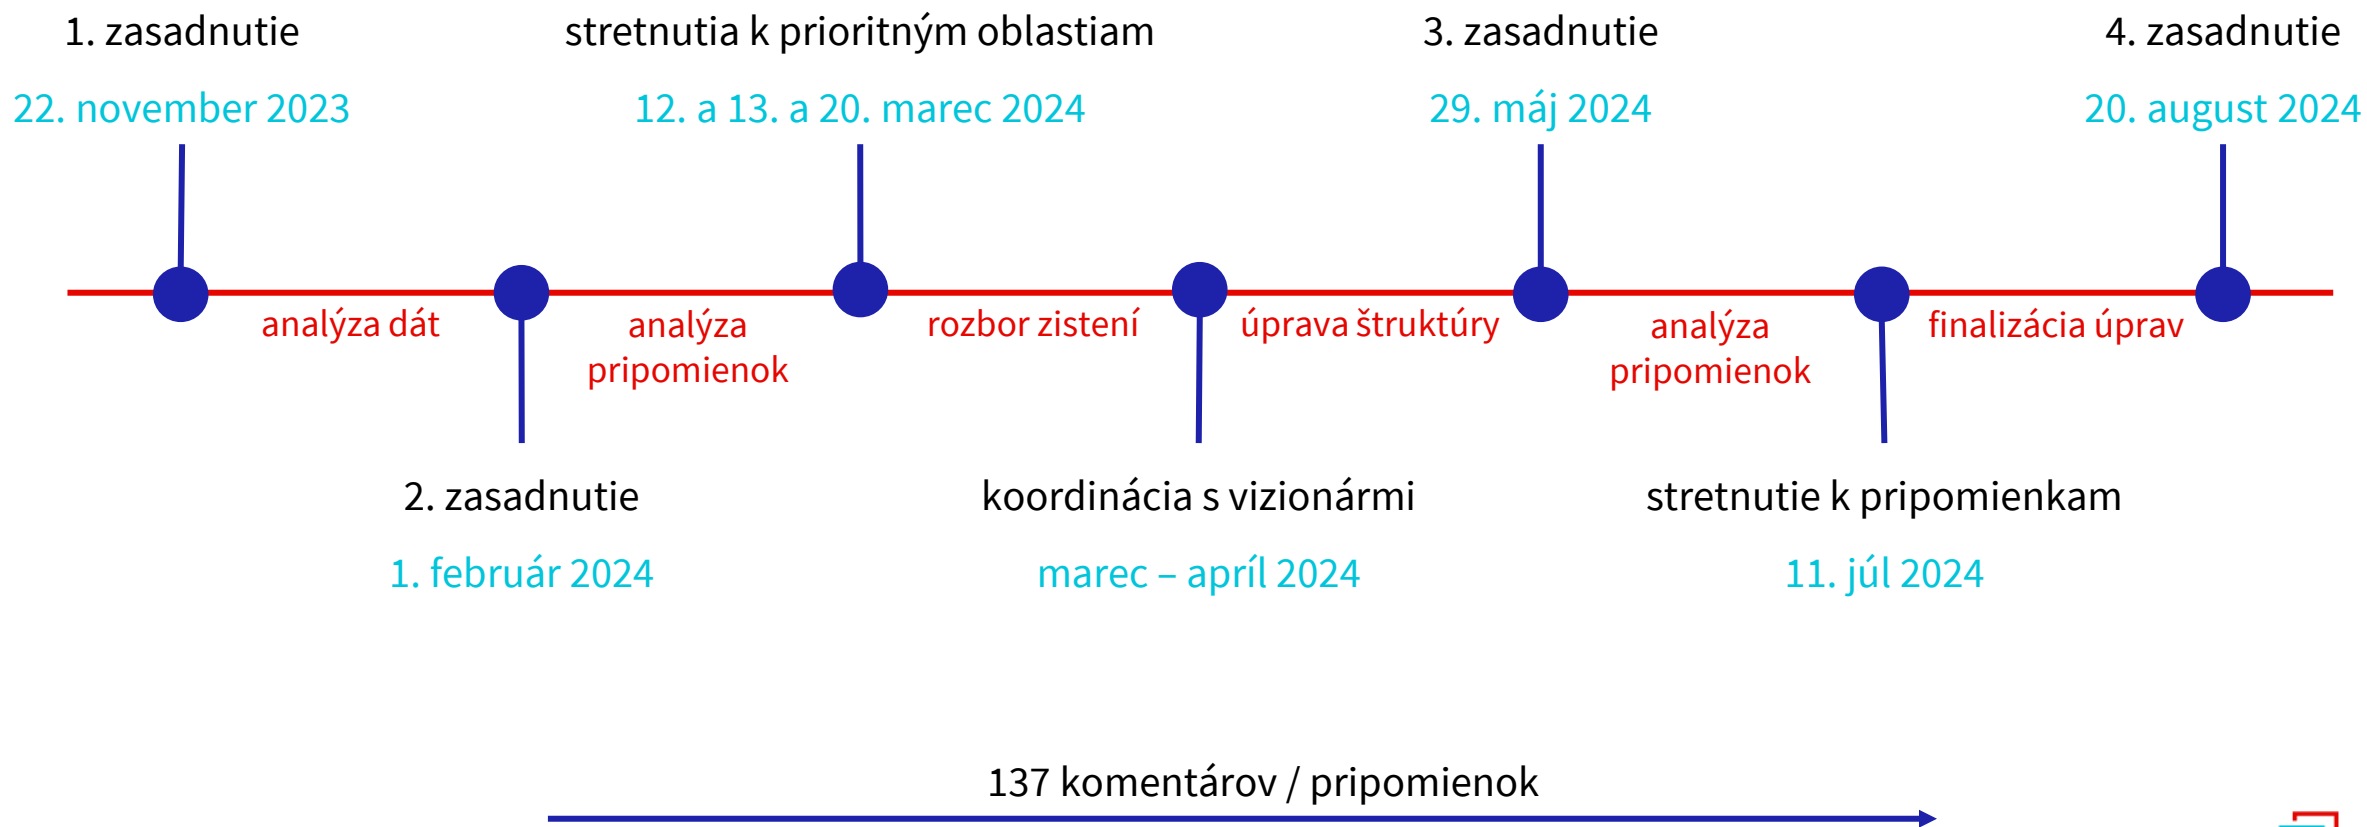 1. zasadnutie
22. november 2023
stretnutia k prioritným oblastiam
12. a 13. a 20. marec 2024
3. zasadnutie
29. máj 2024
4. zasadnutie
20. august 2024
analýza dát
analýza
pripomienok
rozbor zistení
úprava štruktúry
analýza
pripomienok
finalizácia úprav
2. zasadnutie
1. február 2024
koordinácia s vizionármi
marec – apríl 2024
stretnutie k pripomienkam
11. júl 2024
137 komentárov / pripomienok